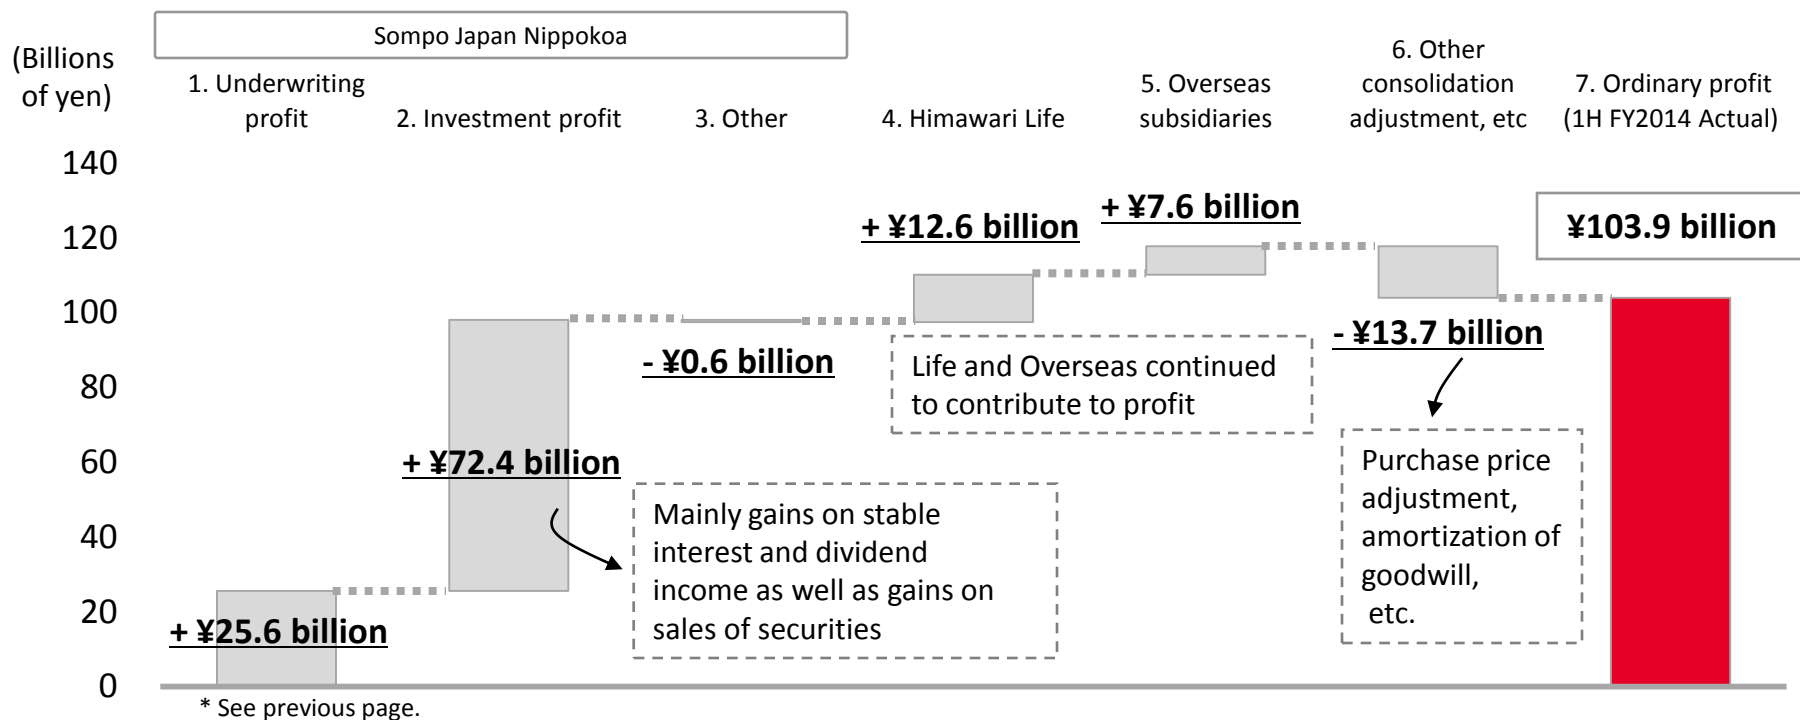 Sompo Japan Nippokoa
(Billions
of yen)
1. Underwriting
profit
2. Investment profit
3. Other
4. Himawari Life
5. Overseas
subsidiaries
6. Other
consolidation
adjustment, etc
7. Ordinary profit
(1H FY2014 Actual)
140
120
100
80
60
40
20
0
+ ¥25.6 billion
+ ¥72.4 billion
- ¥0.6 billion
+ ¥12.6 billion
+ ¥7.6 billion
- ¥13.7 billion
¥103.9 billion
Mainly gains on stable
interest and dividend
income as well as gains on
sales of securities
Life and Overseas continued
to contribute to profit
Purchase price
adjustment,
amortization of
goodwill,
etc.
* See previous page.